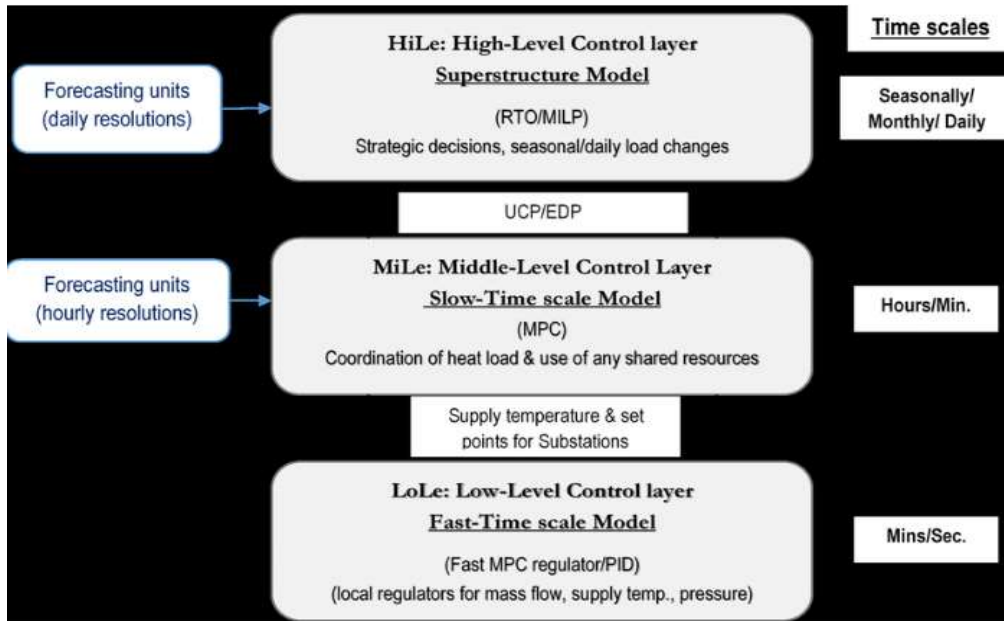 HiLe: High-Level Control layer
Superstructure Model
(RTO/MILP)
Strategic decisions, seasonal/daily load changes
Time scales
Forecasting units
(daily resolutions)
Seasonally/
Monthly/ Daily
UCP/EDP
MiLe: Middle-Level Control Layer
Slow-Time scale Model
(MPC)
Coordination of heat load & use of any shared resources
Forecasting units
(hourly resolutions)
Hours/Min.
Supply temperature & set
points for Substations
LoLe: Low-Level Control layer
Fast-Time scale Model
(Fast MPC regulator/PID)
(local regulators for mass flow, supply temp., pressure)
Mins/Sec.